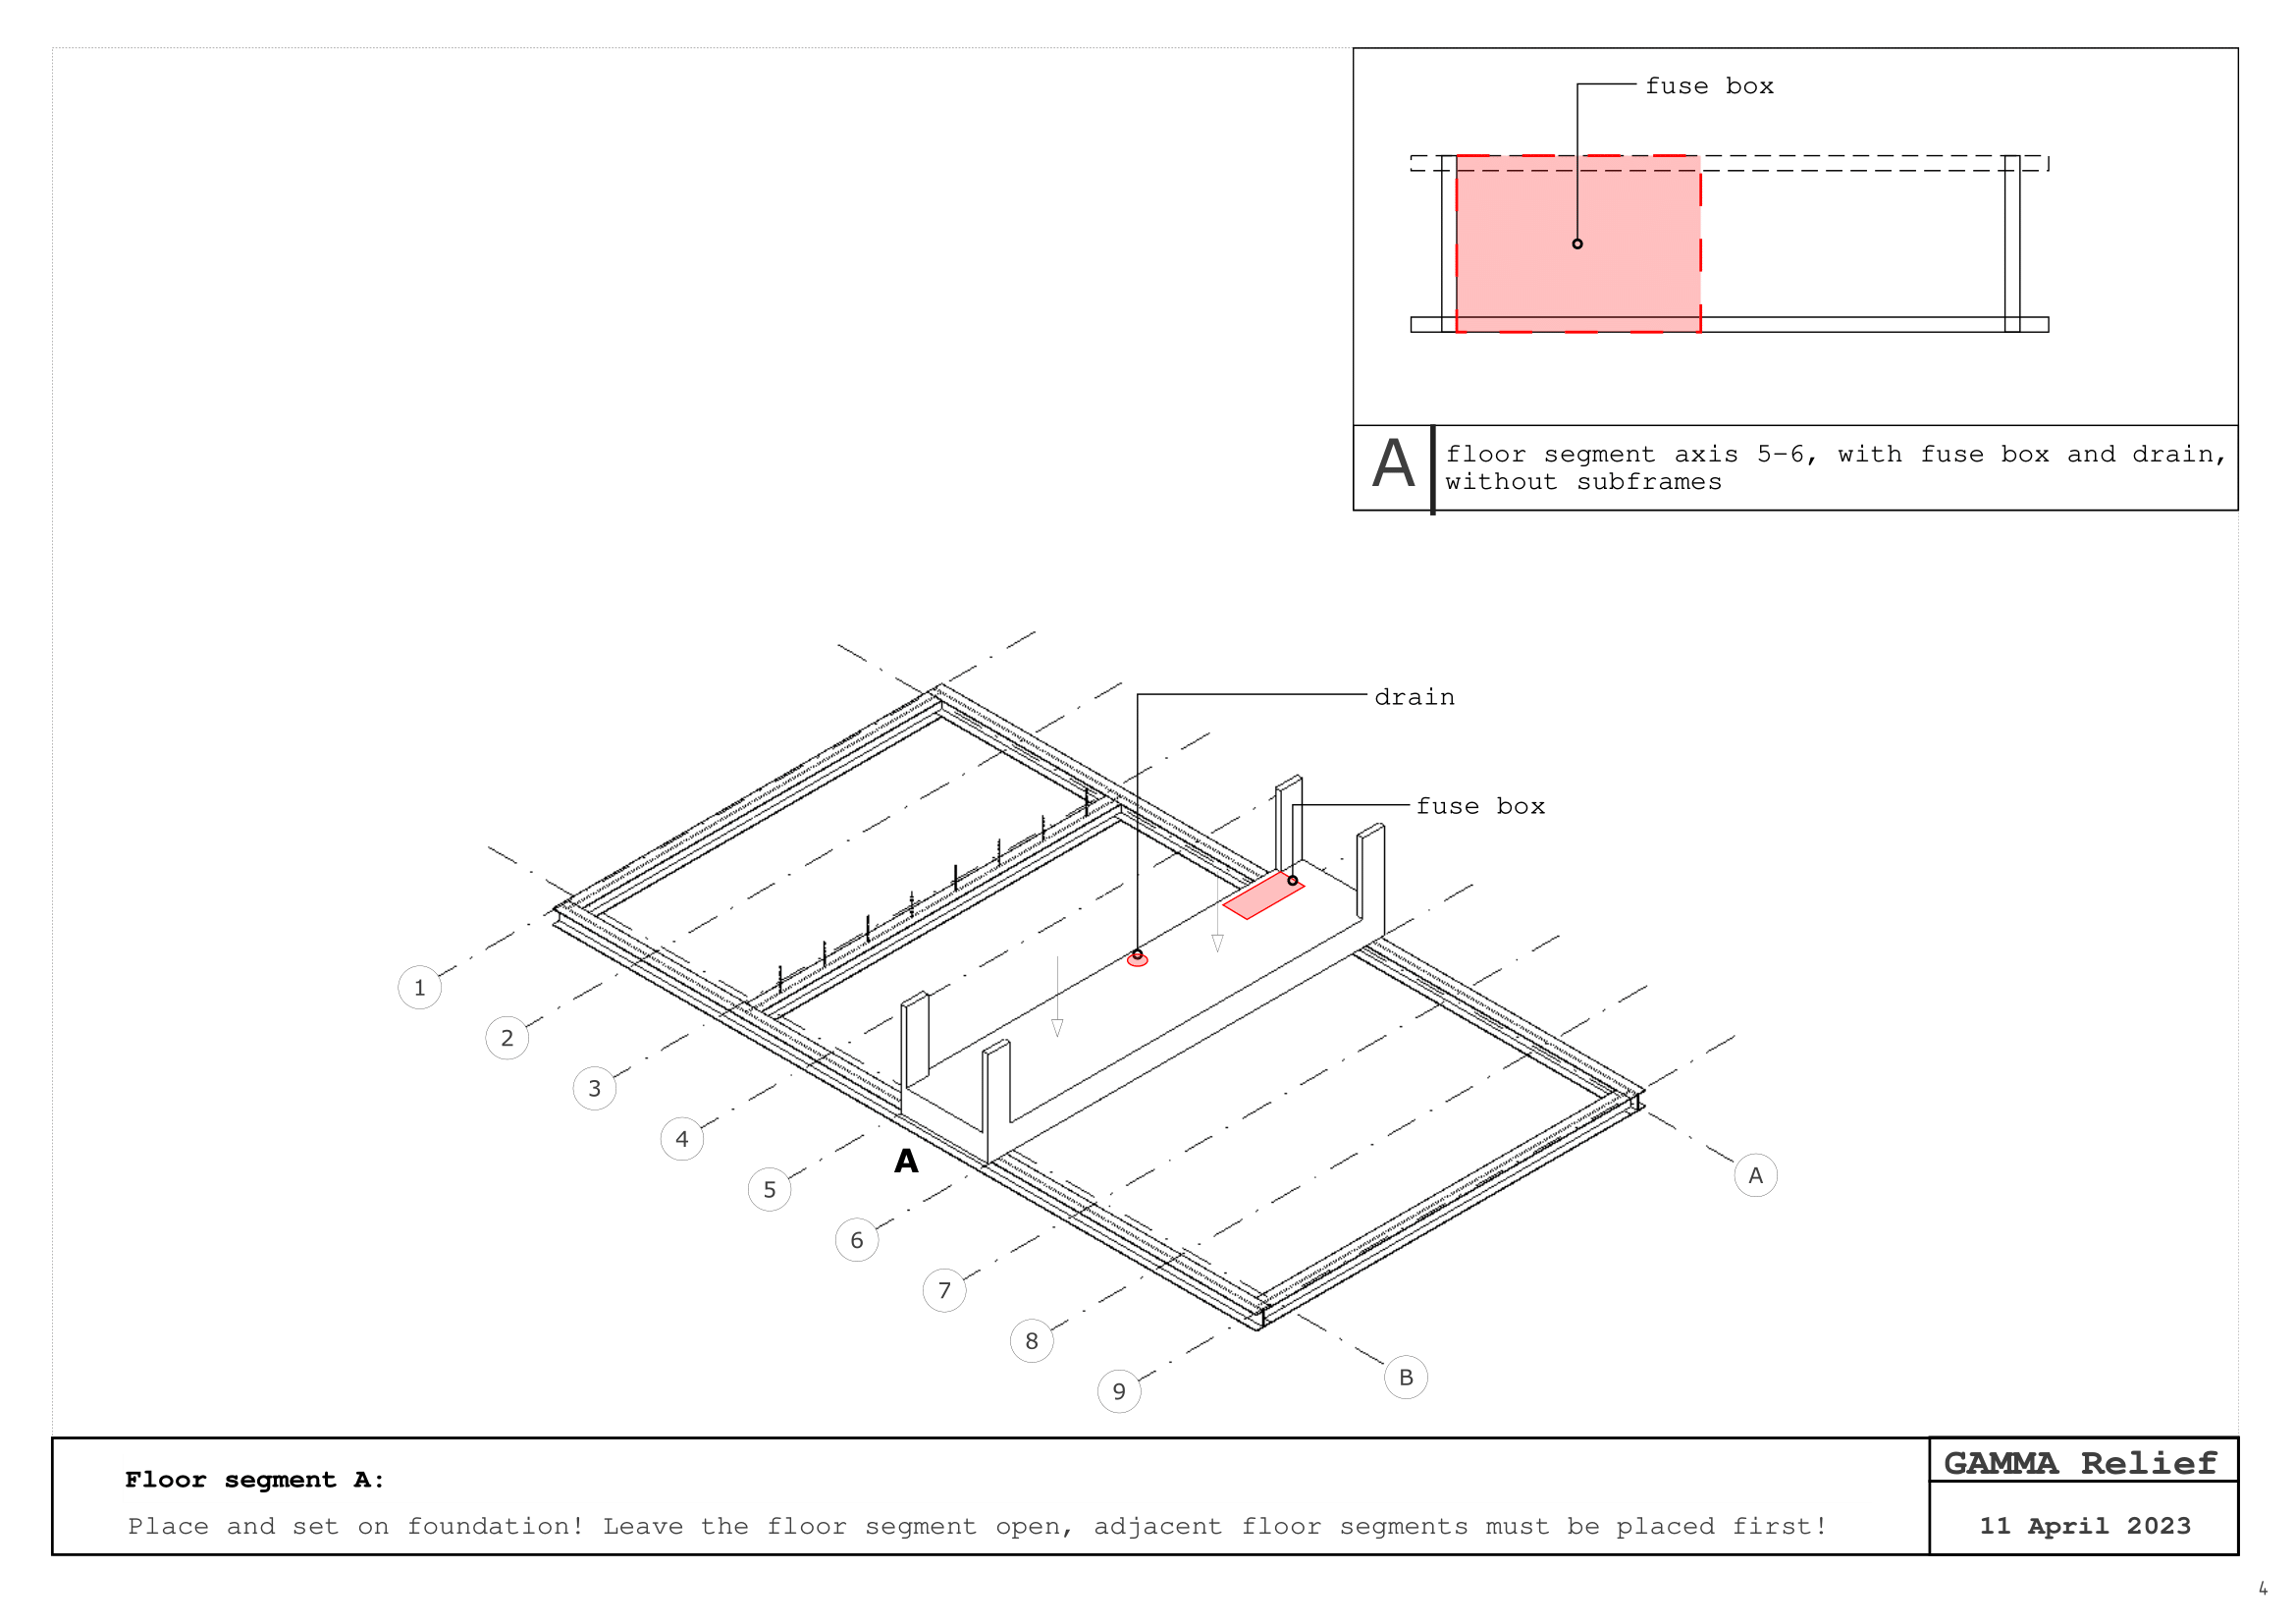 fuse box
A
floor segment axis 5-6, with fuse box and drain,
without subframes
drain
fuse box
1
2
3
4
5
6
7
8
9
A
A
B
Floor segment A:
Place and set on foundation! Leave the floor segment open, adjacent floor segments must be placed first!
GAMMA Relief
11 April 2023
4